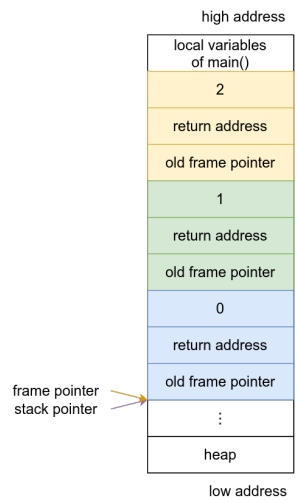 high address
local variables
of main()
2
return address
old frame pointer
1
return address
old frame pointer
0
return address
old frame pointer
frame pointer
stack pointer
⋮
heap
low address